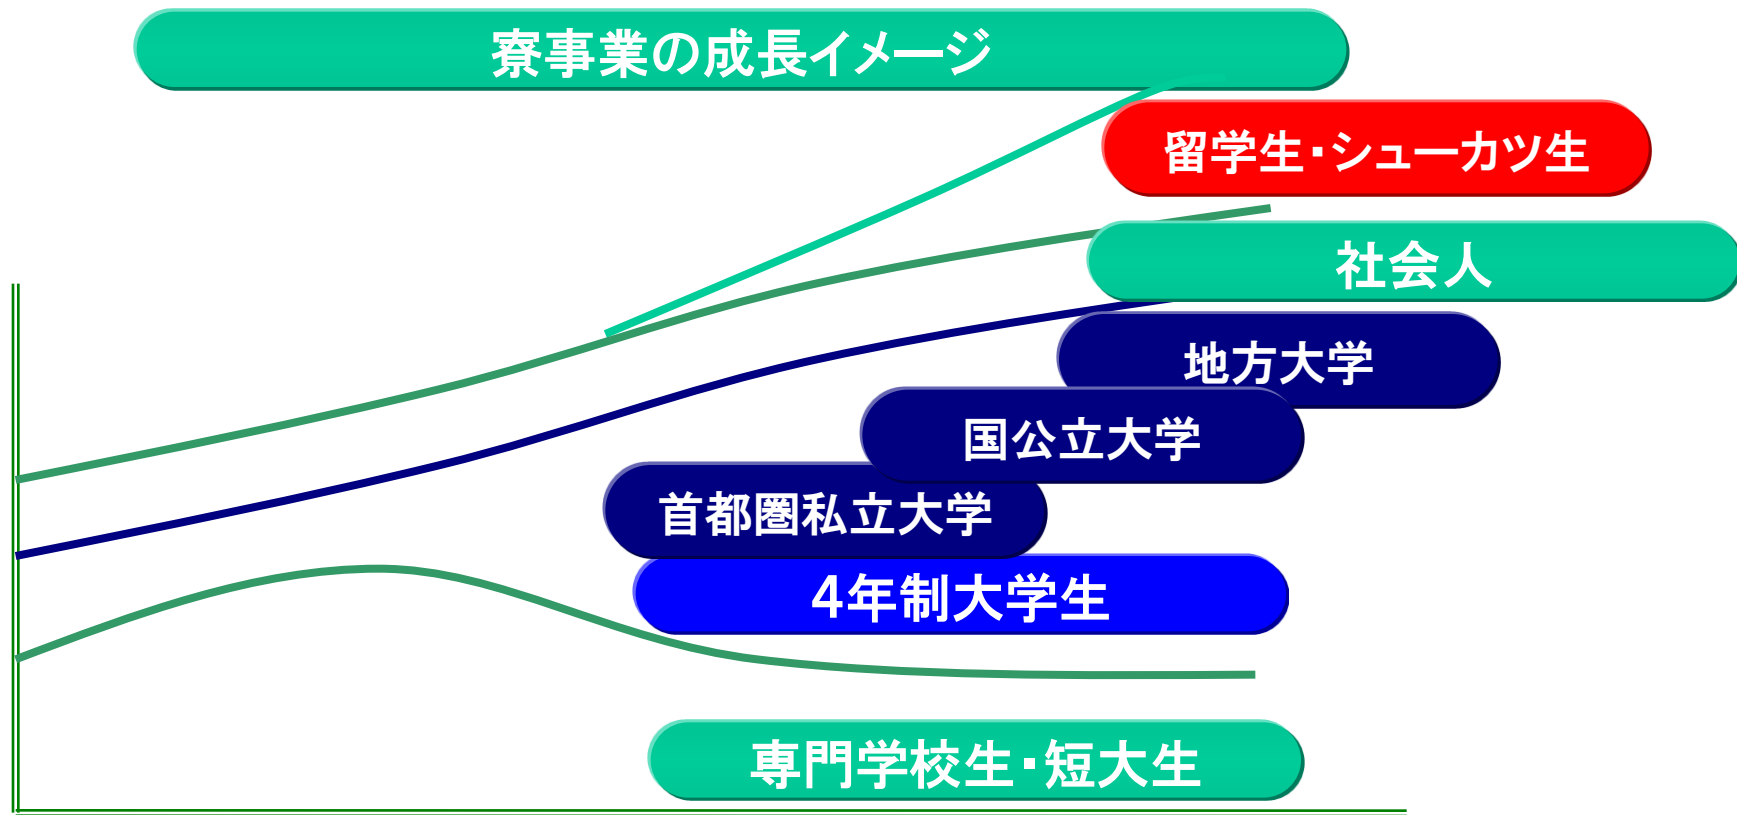 寮事業の成長イメージ
留学生・シューカツ生
社会人
地方大学
国公立大学
首都圏私立大学
4年制大学生
専門学校生・短大生